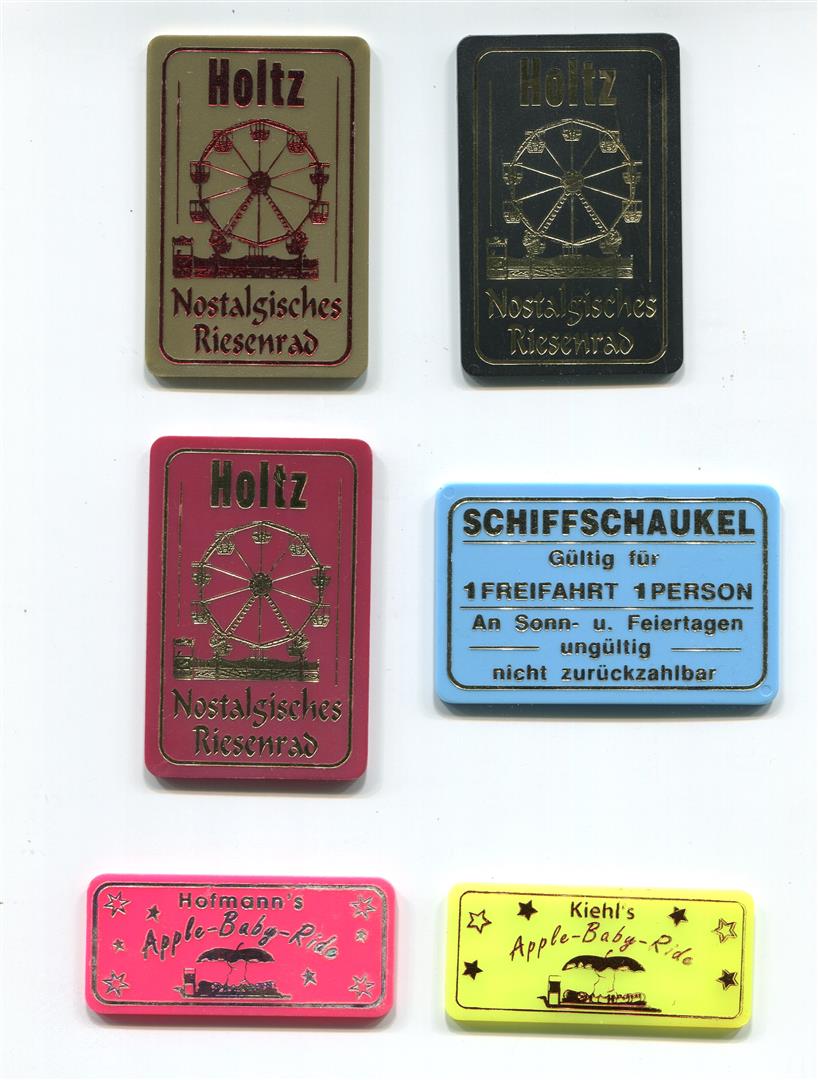 Holtz
Nostalgisches
Riesenrad
Holtz
Nostalgisches
Riesenrad
Holtz
Nostalgisches
Riesenrad
SCHIFFSCHAUKEL
Gültig für
1 FREIFAHRT 1 PERSON
An Sonn- u. Feiertagen
ungültig
nicht zurückzahlbar
Hofmann's
Apple-Baby-Ride
Kiehl's
Apple-Baby-Ride